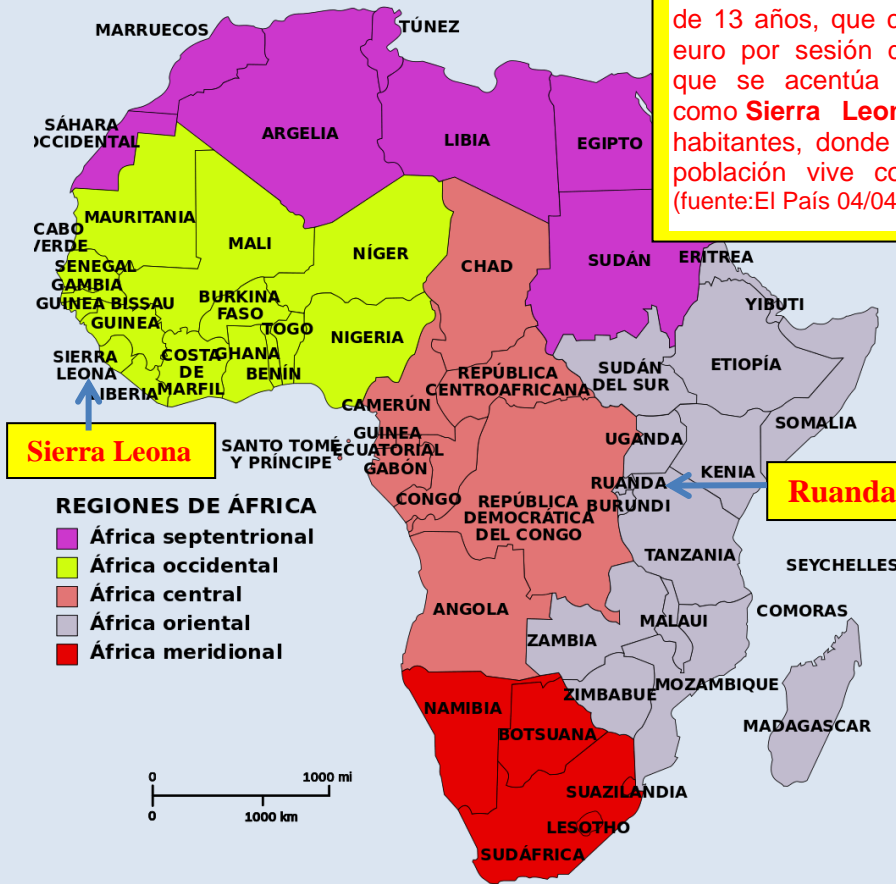 de 13 años, que
euro por sesión
que se acentúa
como Sierra
habitantes, donde
población vive
(fuente:El País
MARRUECOS
TÚNEZ
SÁHARA
ARGELIA
LIBIA
EGIPTO
MAURITANIA
CABO
VERDE
MALI
NÍGER
CHAD
SUDÁN
ERITREA
SENEGAL
GAMBIA
GUINEA BISSAU
GUINEA
BURKINA
FASO
TOGO
NIGERIA
YIBUTI
SIERRA
LEONA
LIBERIA
COSTA
DE
MARFIL
GHANA
BENÍN
REPÚBLICA
CENTROAFRICANA
SUDÁN
DEL SUR
ETIOPÍA
CAMERÚN
SOMALIA
Sierra Leona
SANTO TOMÉ
Y PRÍNCIPE
GUINEA
ECUATORIAL
GABÓN
UGANDA
KENIA
CONGO
REPÚBLICA
DEMOCRÁTICA
DEL CONGO
RUANDA
BURUNDI
Ruanda
REGIONES DE ÁFRICA
África septentrional
África occidental
África central
África oriental
África meridional
TANZANIA
SEYCHELLES
ANGOLA
COMORAS
MALAUI
ZAMBIA
MOZAMBIQUE
ZIMBABUE
NAMIBIA
BOTSUANA
MADAGASCAR
0 1000 mi
0 1000 km
SUAZILANDIA
LESOTHO
SUDÁFRICA